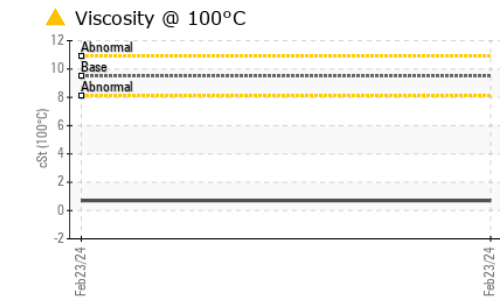 Viscosity @ 100°C
12
Abnormal
10
Base
8
Abnormal
6
4
2
0
-2
cSt (100°C)
Feb23/24
Feb23/24